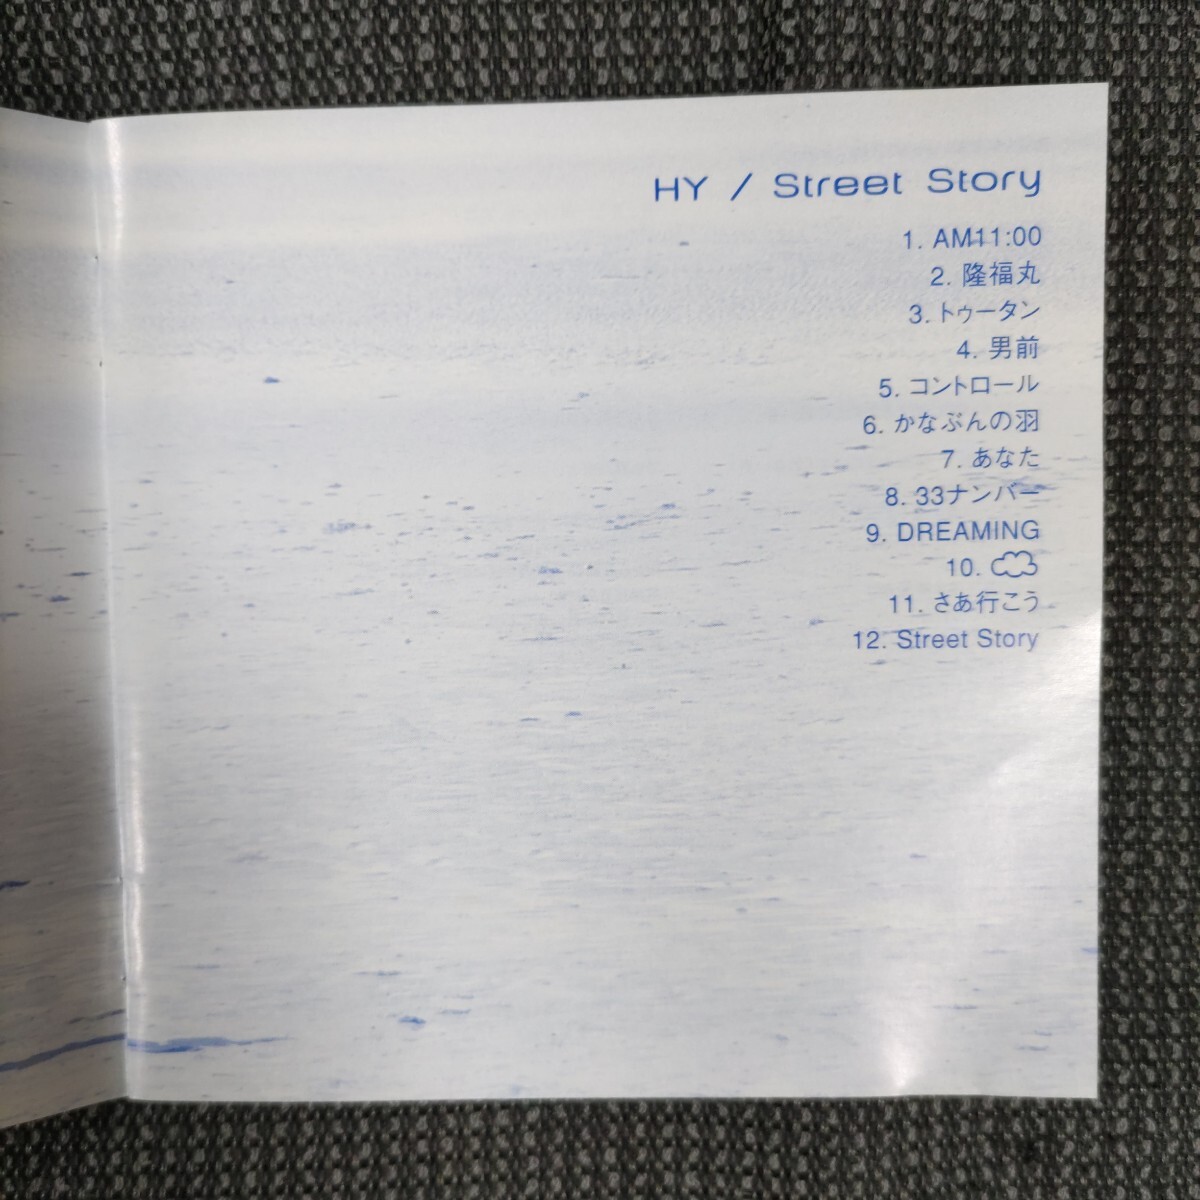 HY / Street Story
1. AM11:00
2. 隆福丸
3. トゥータン
4. 男前
5. コントロール
6. かなぶんの羽
7. あなた
8. 33ナンバー
9. DREAMING
10.
11. さあ行こう
12. Street Story